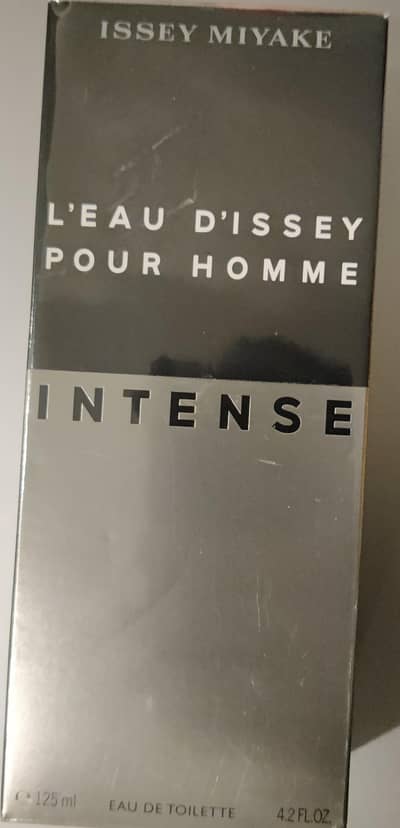 ISSEY MIYAKE
L'EAU D'ISSEY
POUR HOMME
INTENSE
℮ 125 ml EAU DE TOILETTE 4.2 FL.OZ.